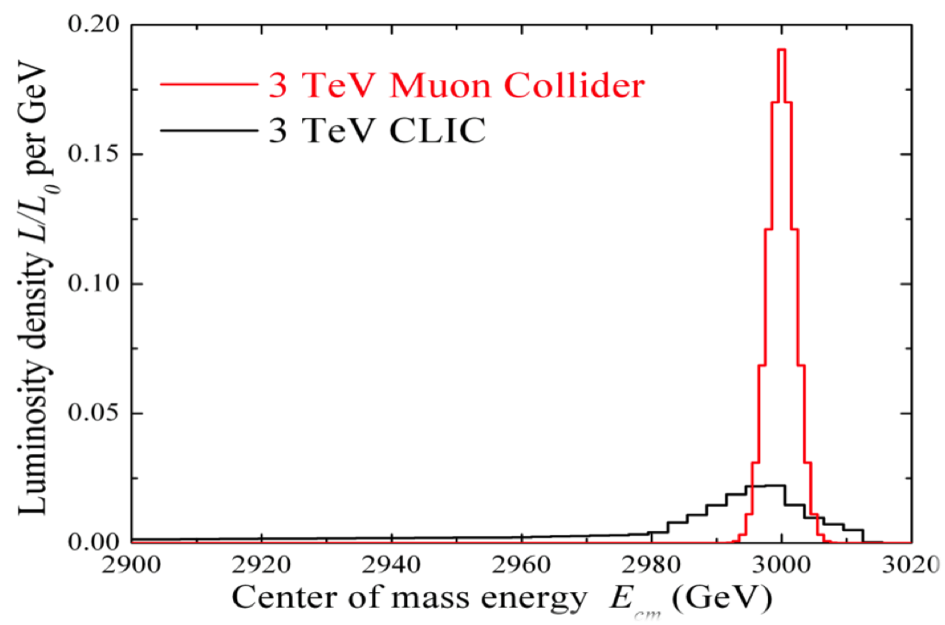 0.20
0.15
0.10
0.05
0.00
Luminosity density L/L0 per GeV
3 TeV Muon Collider
3 TeV CLIC
2900 2920 2940 2960 2980 3000 3020
Center of mass energy Ecm (GeV)